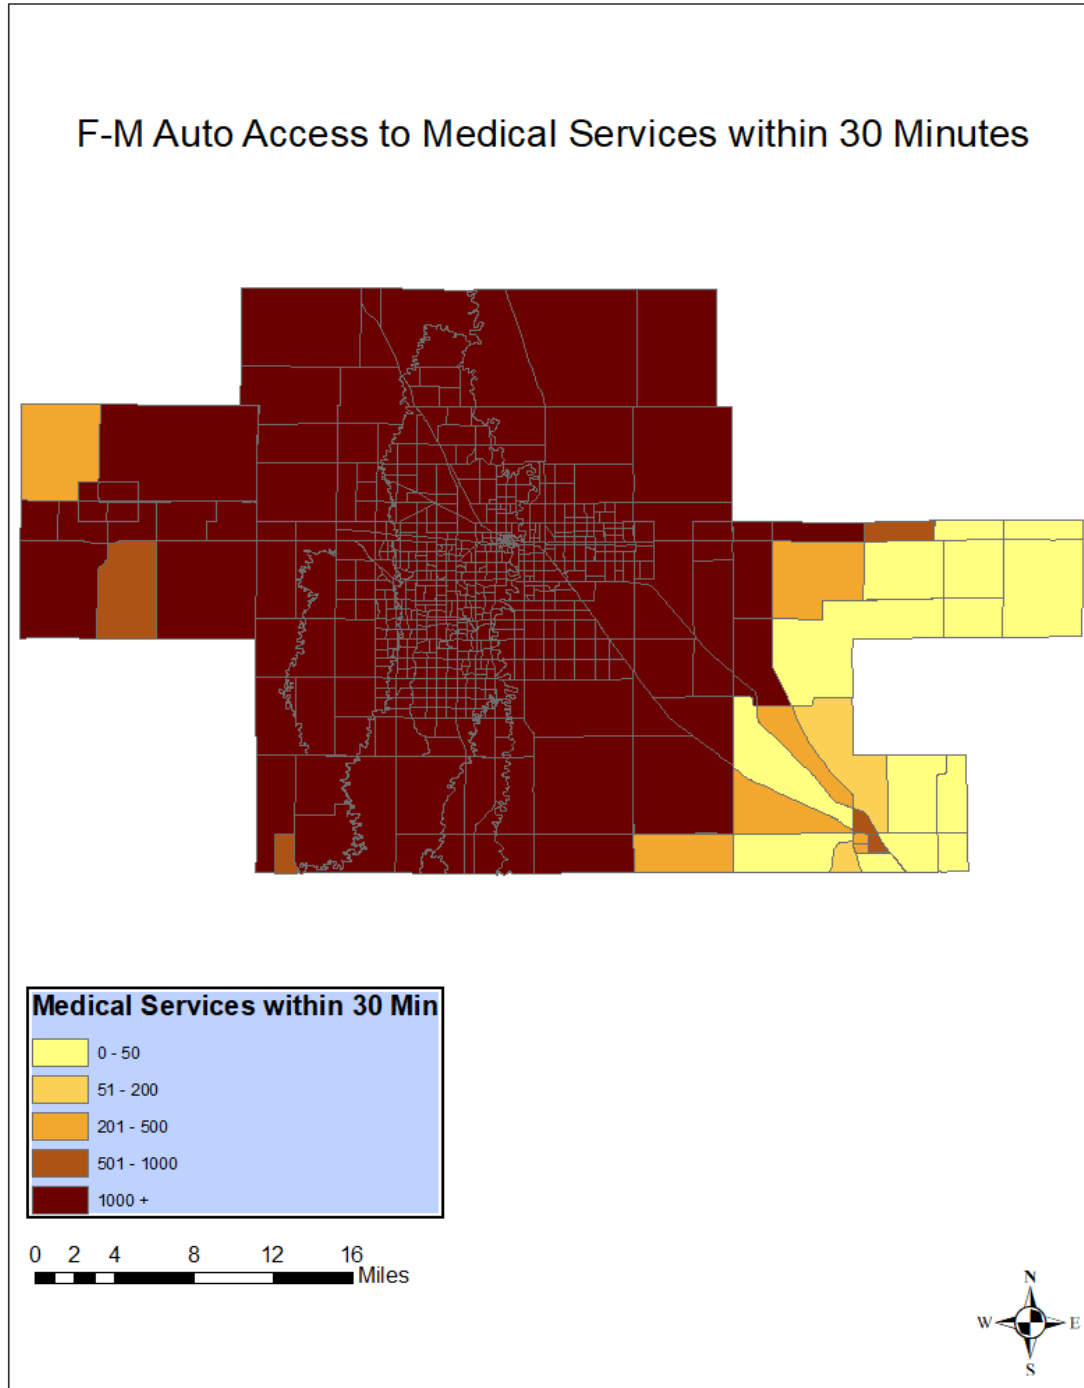 F-M Auto Access to Medical Services within 30 Minutes
Medical Services within 30 Min
0 - 50
51 - 200
201 - 500
501 - 1000
1000 +
0 2 4 8 12 16
Miles
N
W E
S